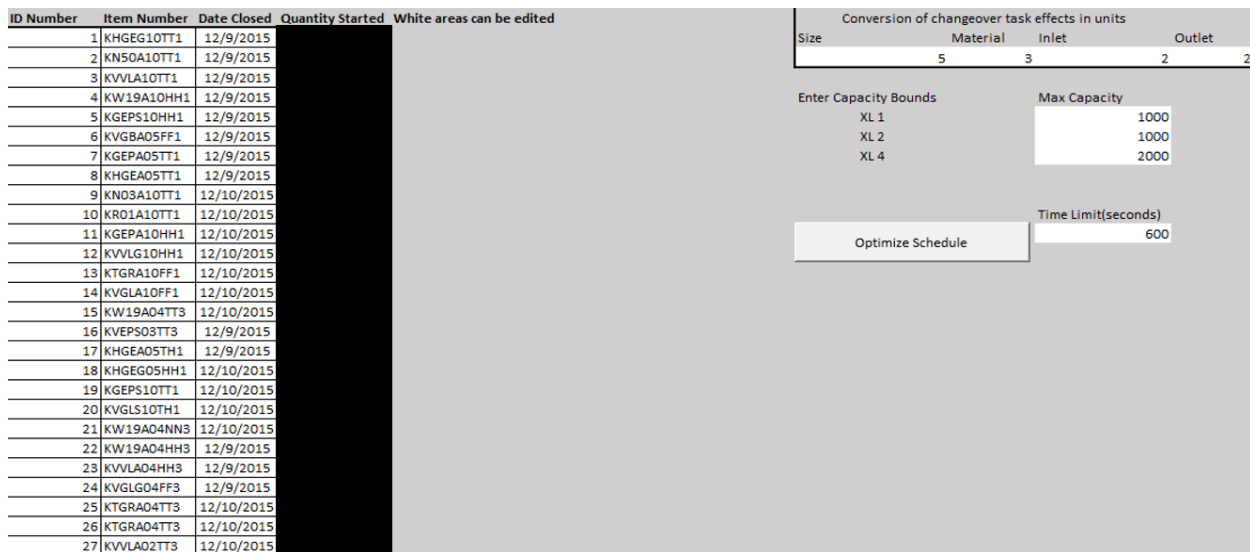 ID Number Item Number Date Closed Quantity Started White areas can be edited
1 KHGEG10TT1 12/9/2015
2 KN50A10TT1 12/9/2015
3 KVVLA10TT1 12/9/2015
4 KW19A10HH1 12/9/2015
5 KGEPS10HH1 12/9/2015
6 KVGBA05FF1 12/9/2015
7 KGEPA05TT1 12/9/2015
8 KHGEA05TT1 12/9/2015
9 KN03A10TT1 12/10/2015
10 KR01A10TT1 12/10/2015
11 KGEPA10HH1 12/10/2015
12 KVVLG10HH1 12/10/2015
13 KTGRA10FF1 12/10/2015
14 KVGLA10FF1 12/10/2015
15 KW19A04TT3 12/10/2015
16 KVEPS03TT3 12/9/2015
17 KHGEA05TH1 12/9/2015
18 KHGEG05HH1 12/10/2015
19 KGEPS10TT1 12/10/2015
20 KVGLS10TH1 12/10/2015
21 KW19A04NN3 12/10/2015
22 KW19A04HH3 12/9/2015
23 KVVLA04HH3 12/9/2015
24 KVGLG04FF3 12/9/2015
25 KTGRA04TT3 12/10/2015
26 KTGRA04TT3 12/10/2015
27 KVVLA02TT3 12/10/2015
Conversion of changeover task effects in units
Size Material Inlet Outlet
5 3 2 2
Enter Capacity Bounds Max Capacity
XL 1 1000
XL 2 1000
XL 4 2000
Time Limit(seconds)
600
Optimize Schedule